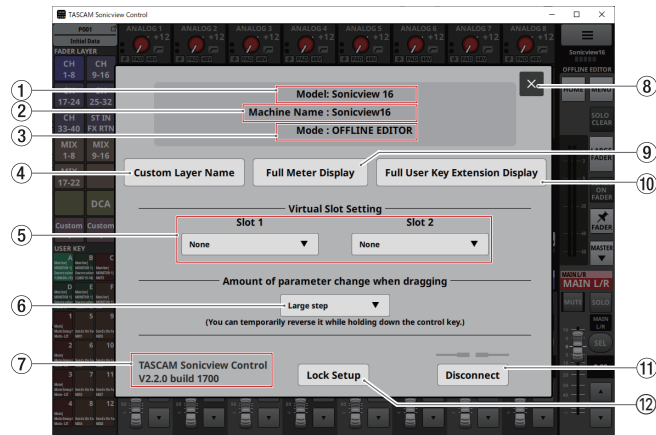 TASCAM Sonicview Control
P001
Initial Data
FADER LAYER
CH 1-8
CH 9-16
17-24
CH 25-32
CH 33-40
ST IN FX RTN
MIX 1-8
MIX 9-16
17-22
DCA
Custom
Custom
USER KEY
ANALOG 1
ANALOG 2
ANALOG 3
ANALOG 4
ANALOG 5
ANALOG 6
ANALOG 7
ANALOG 8
Sonicview16
OFFLINE EDITOR
HOME
MENU
SOLO CLEAR
LARGE FADER
ON FADER
FADER
MASTER
MAIN L/R
MAIN L/R
MUTE
SOLO
MAIN L/R
SEL
Model: Sonicview 16
Machine Name : Sonicview16
Mode : OFFLINE EDITOR
Custom Layer Name
Full Meter Display
Full User Key Extension Display
Virtual Slot Setting
Slot 1
Slot 2
None
None
Amount of parameter change when dragging
Large step
(You can temporarily reverse it while holding down the control key.)
TASCAM Sonicview Control
V2.2.0 build 1700
Lock Setup
Disconnect
1
2
3
4
5
6
7
8
9
10
11
12